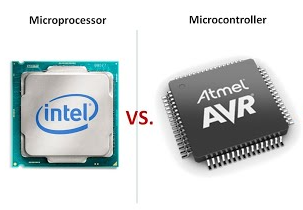 Microprocessor
Microcontroller
intel
VS.
Atmel
AVR